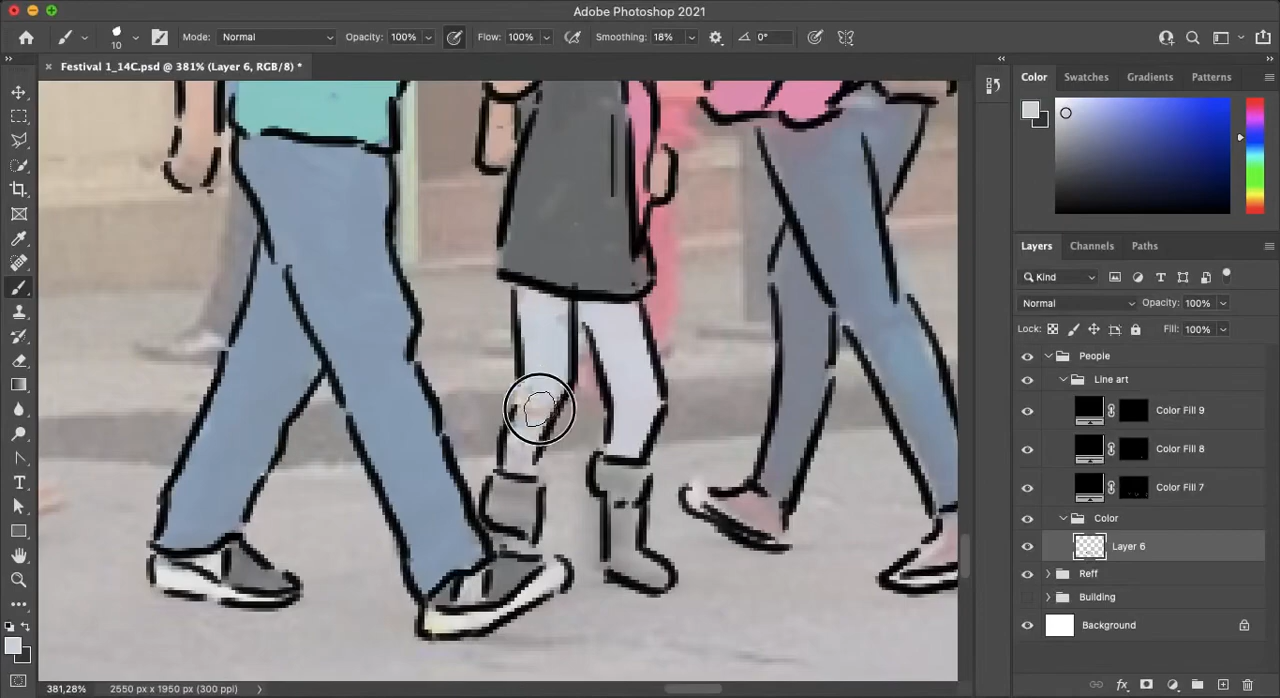 Adobe Photoshop 2021
10 Mode: Normal Opacity: 100% Flow: 100% Smoothing: 18% 0°
Festival 1_14C.psd @ 381% (Layer 6, RGB/8) *
Color Swatches Gradients Patterns
Layers Channels Paths
Kind
Normal Opacity: 100%
Lock: Fill: 100%
People
Line art
Color Fill 9
Color Fill 8
Color Fill 7
Color
Layer 6
Reff
Building
Background
381,28% 2550 px x 1950 px (300 ppi)